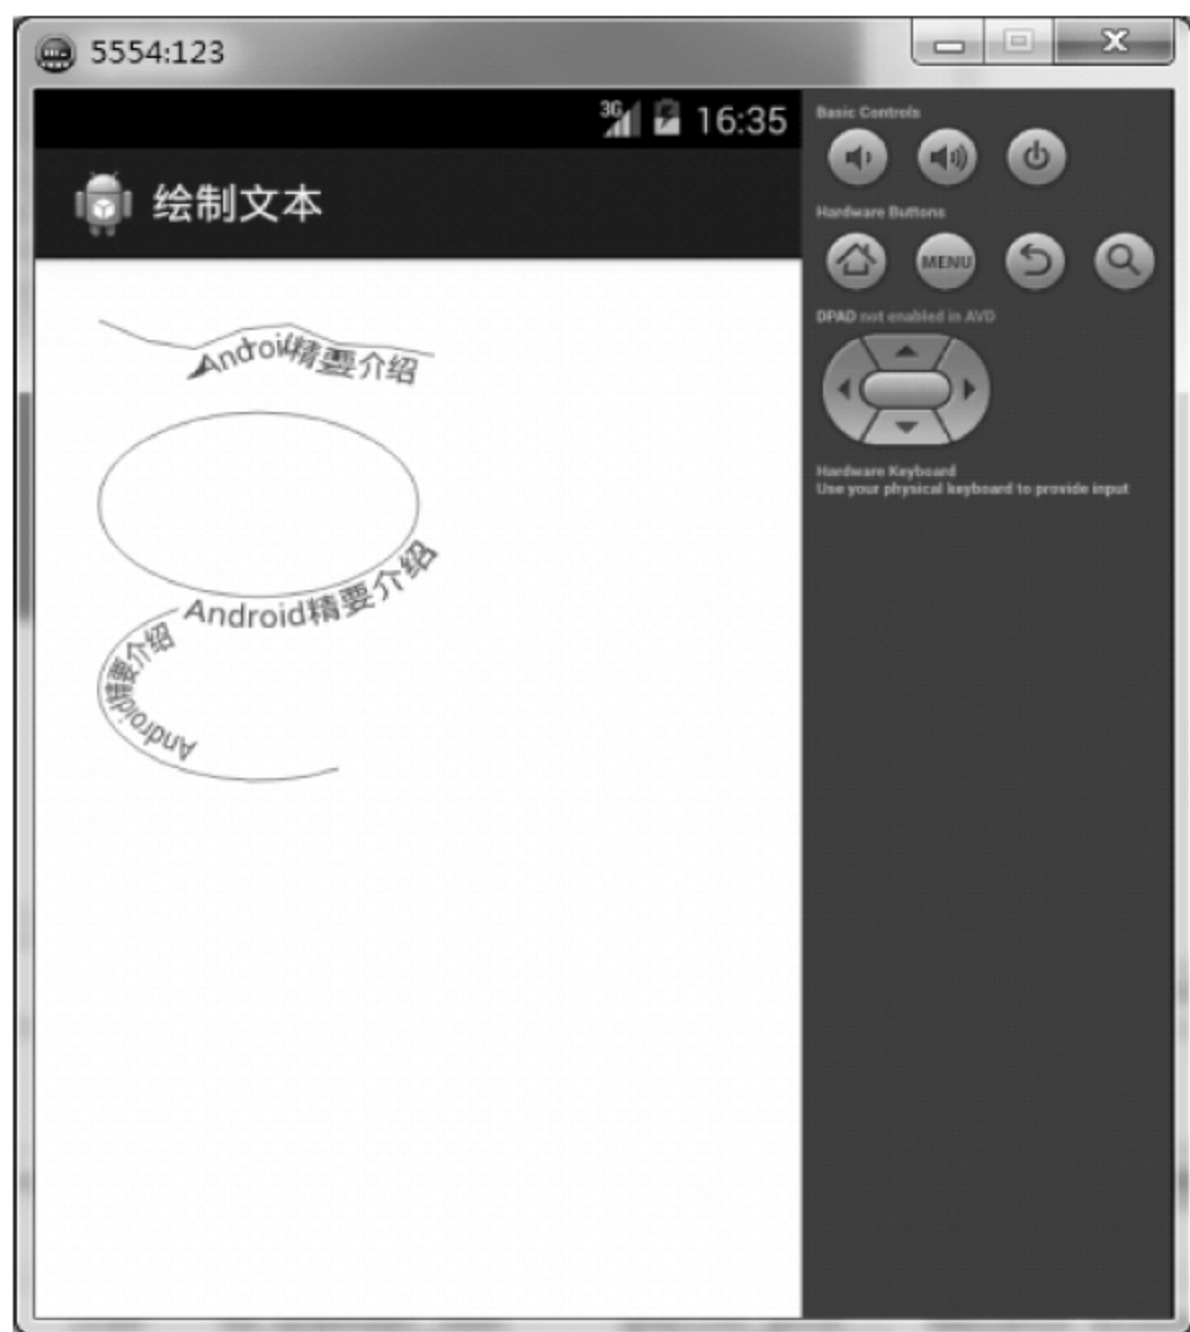 5554:123
3G 16:35
绘制文本
Android精要介绍
Android精要介绍
Android精要介绍
Basic Controls
Hardware Buttons
MENU
DPAD not enabled in AVD
Hardware Keyboard
Use your physical keyboard to provide input